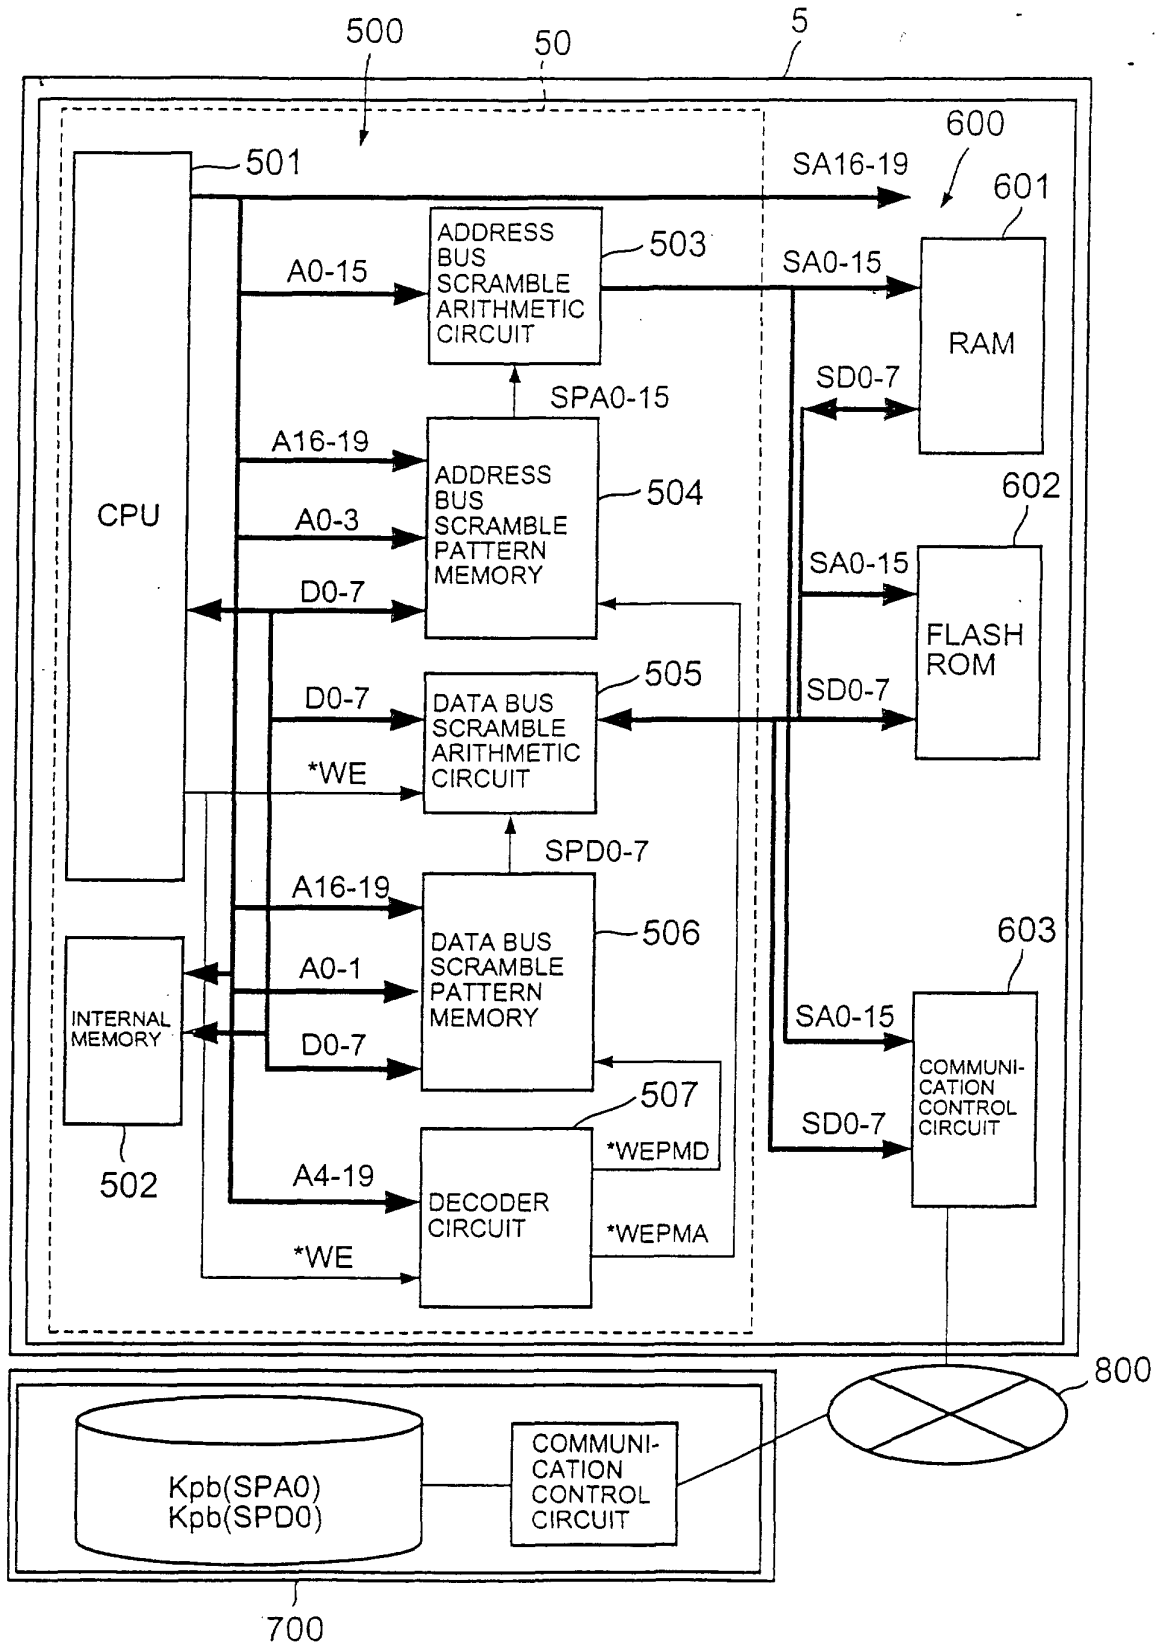 500
50
5
600
501
SA16-19
601
ADDRESS
BUS
SCRAMBLE
ARITHMETIC
CIRCUIT
503
A0-15
SA0-15
RAM
SPA0-15
SD0-7
A16-19
ADDRESS
BUS
SCRAMBLE
PATTERN
MEMORY
504
602
CPU
A0-3
SA0-15
D0-7
FLASH
ROM
505
D0-7
DATA BUS
SCRAMBLE
ARITHMETIC
CIRCUIT
SD0-7
*WE
SPD0-7
A16-19
506
603
DATA BUS
SCRAMBLE
PATTERN
MEMORY
A0-1
INTERNAL
MEMORY
SA0-15
D0-7
COMMUNI-
CATION
CONTROL
CIRCUIT
507
SD0-7
*WEPMD
502
A4-19
DECODER
CIRCUIT
*WEPMA
*WE
800
COMMUNI-
CATION
CONTROL
CIRCUIT
Kpb(SPA0)
Kpb(SPD0)
700